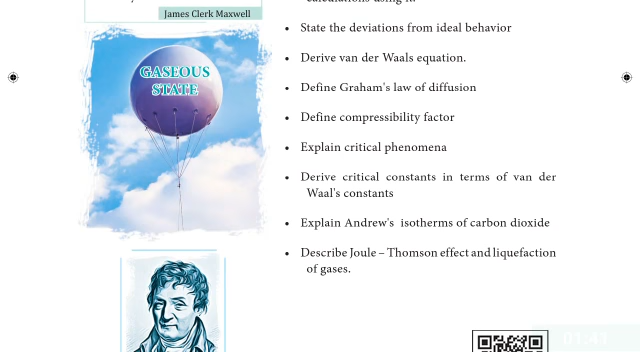 James Clerk Maxwell
GASEOUS
STATE
• State the deviations from ideal behavior
• Derive van der Waals equation.
• Define Graham's law of diffusion
• Define compressibility factor
• Explain critical phenomena
• Derive critical constants in terms of van der
Waal's constants
• Explain Andrew's isotherms of carbon dioxide
• Describe Joule – Thomson effect and liquefaction
of gases.